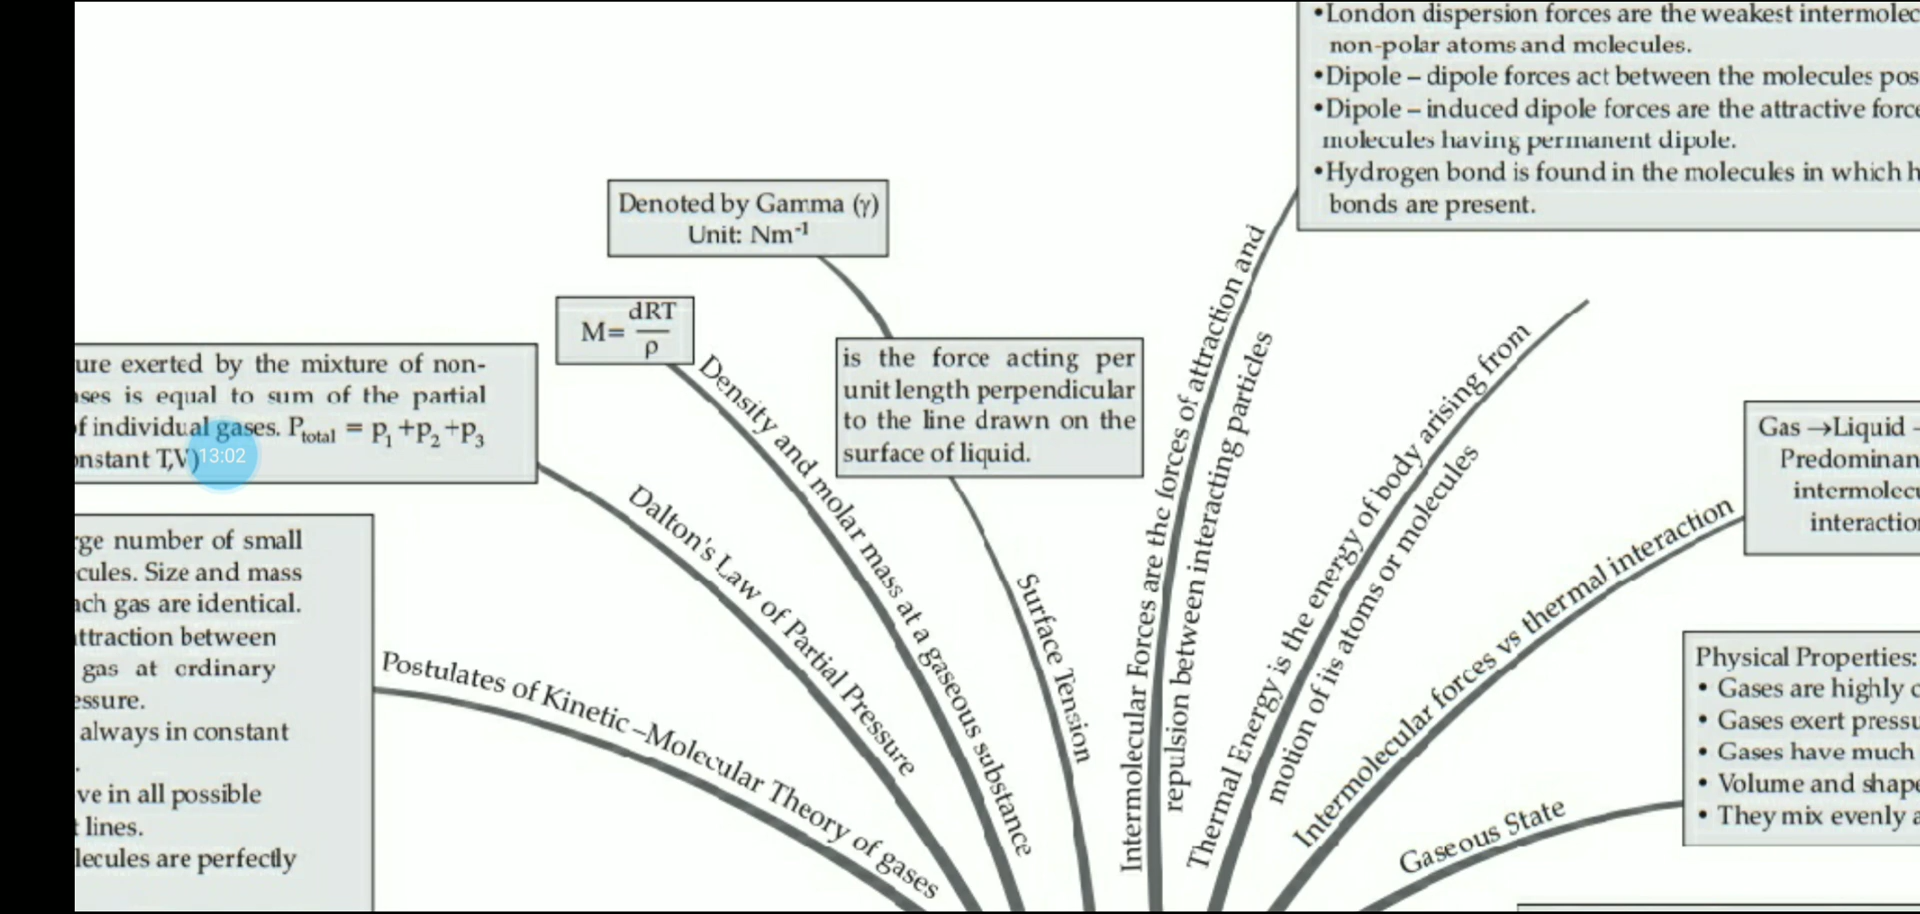 •London dispersion forces are the weakest intermolec
non-polar atoms and molecules.
•Dipole – dipole forces act between the molecules pos
•Dipole – induced dipole forces are the attractive force
molecules having permanent dipole.
•Hydrogen bond is found in the molecules in which h
bonds are present.
Denoted by Gamma (γ)
Unit: Nm⁻¹
M= dRT
ρ
is the force acting per
unit length perpendicular
to the line drawn on the
surface of liquid.
ure exerted by the mixture of non-
ses is equal to sum of the partial
f individual gases. Ptotal = p₁ +p₂ +p₃
onstant T,V)
13:02
rge number of small
cules. Size and mass
ach gas are identical.
ttraction between
gas at ordinary
essure.
always in constant
.
ve in all possible
t lines.
lecules are perfectly
Postulates of Kinetic –Molecular Theory of gases
Dalton's Law of Partial Pressure
Density and molar mass at a gaseous substance
Surface Tension
Intermolecular Forces are the forces of attraction and
repulsion between interacting particles
Thermal Energy is the energy of body arising from
motion of its atoms or molecules
Intermolecular forces vs thermal interaction
Gaseous State
Gas →Liquid -
Predominan
intermolecu
interaction
Physical Properties:
• Gases are highly c
• Gases exert pressu
• Gases have much
• Volume and shape
• They mix evenly a